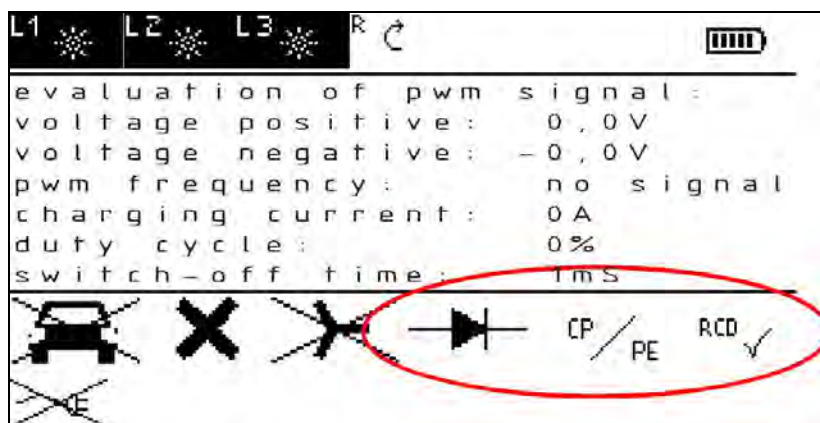 L1 L2 L3 R
evaluation of pwm signal:
voltage positive: 0,0V
voltage negative: -0,0V
pwm frequency: no signal
charging current: 0A
duty cycle: 0%
switch-off time: 1mS
CP/PE RCD
E